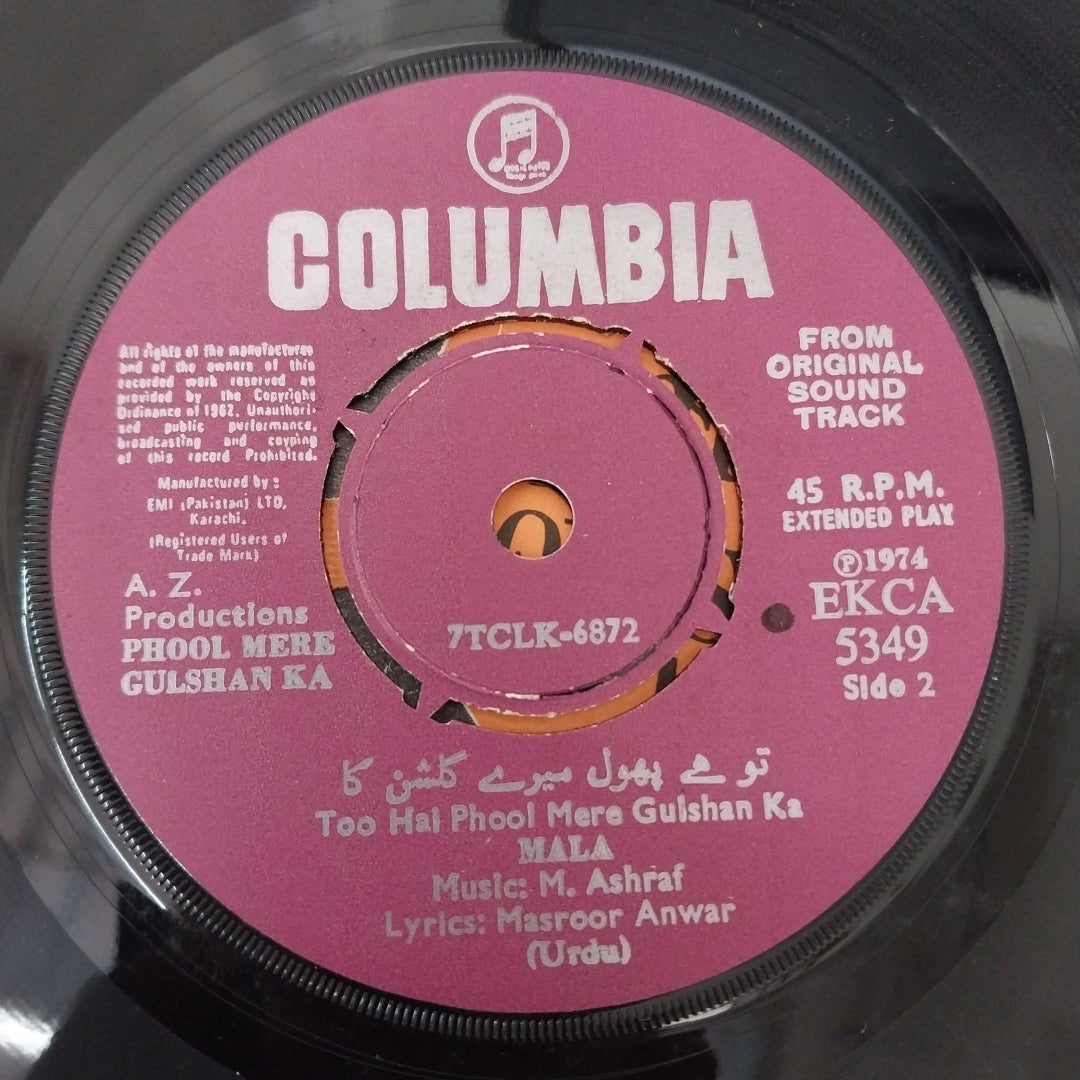 COLUMBIA
All rights of the manufacturer
and of the owners of this
recorded work reserved as
provided by the Copyright
Ordinance of 1962. Unauthori-
sed public performance,
broadcasting and coyping
of this record Prohibited.
Manufactured by :
EMI (Pakistan) LTD,
Karachi.
(Registered Users of
Trade Mark)
A. Z.
Productions
PHOOL MERE
GULSHAN KA
FROM
ORIGINAL
SOUND
TRACK
45 R.P.M.
EXTENDED PLAY
℗1974
EKCA
5349
Side 2
7TCLK-6872
تو هے پھول میرے گلشن کا
Too Hai Phool Mere Gulshan Ka
MALA
Music: M. Ashraf
Lyrics: Masroor Anwar
(Urdu)